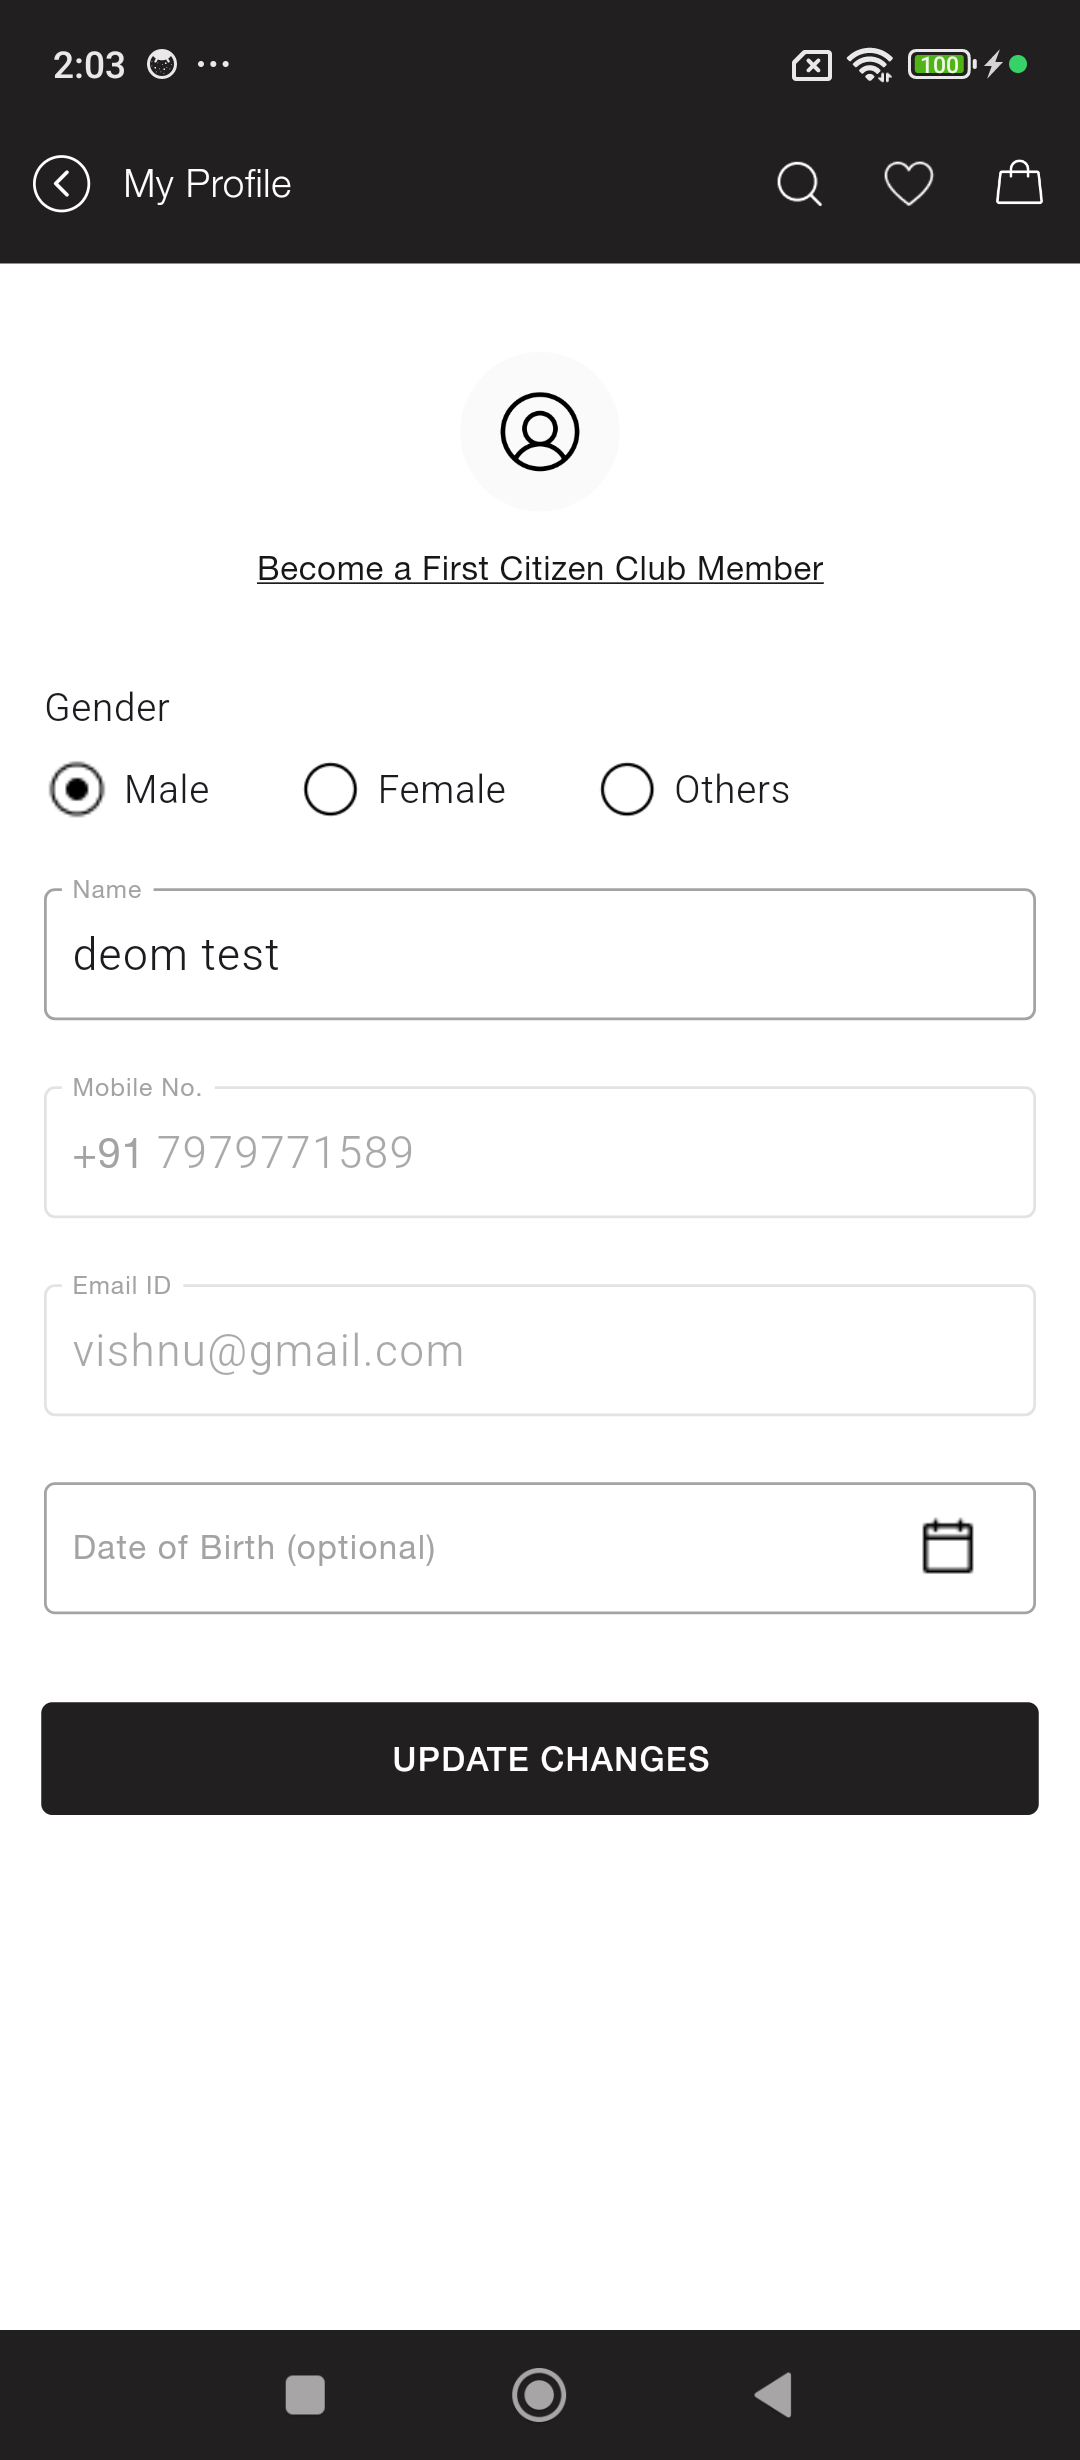 2:03
100
My Profile
Become a First Citizen Club Member
Gender
Male Female Others
Name
deom test
Mobile No.
+91 7979771589
Email ID
vishnu@gmail.com
Date of Birth (optional)
UPDATE CHANGES